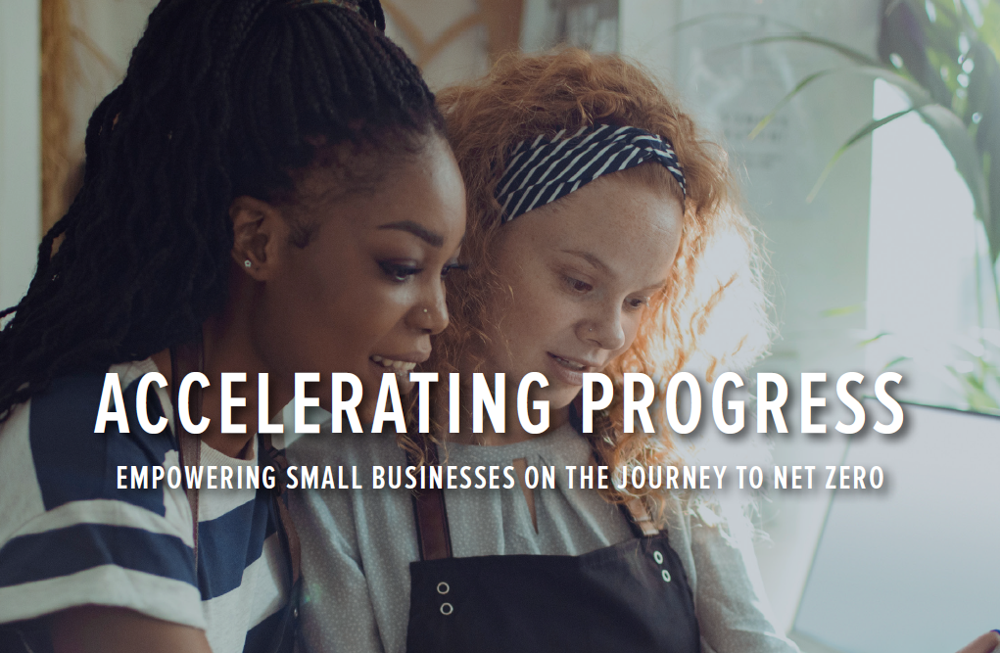 ACCELERATING PROGRESS
EMPOWERING SMALL BUSINESSES ON THE JOURNEY TO NET ZERO